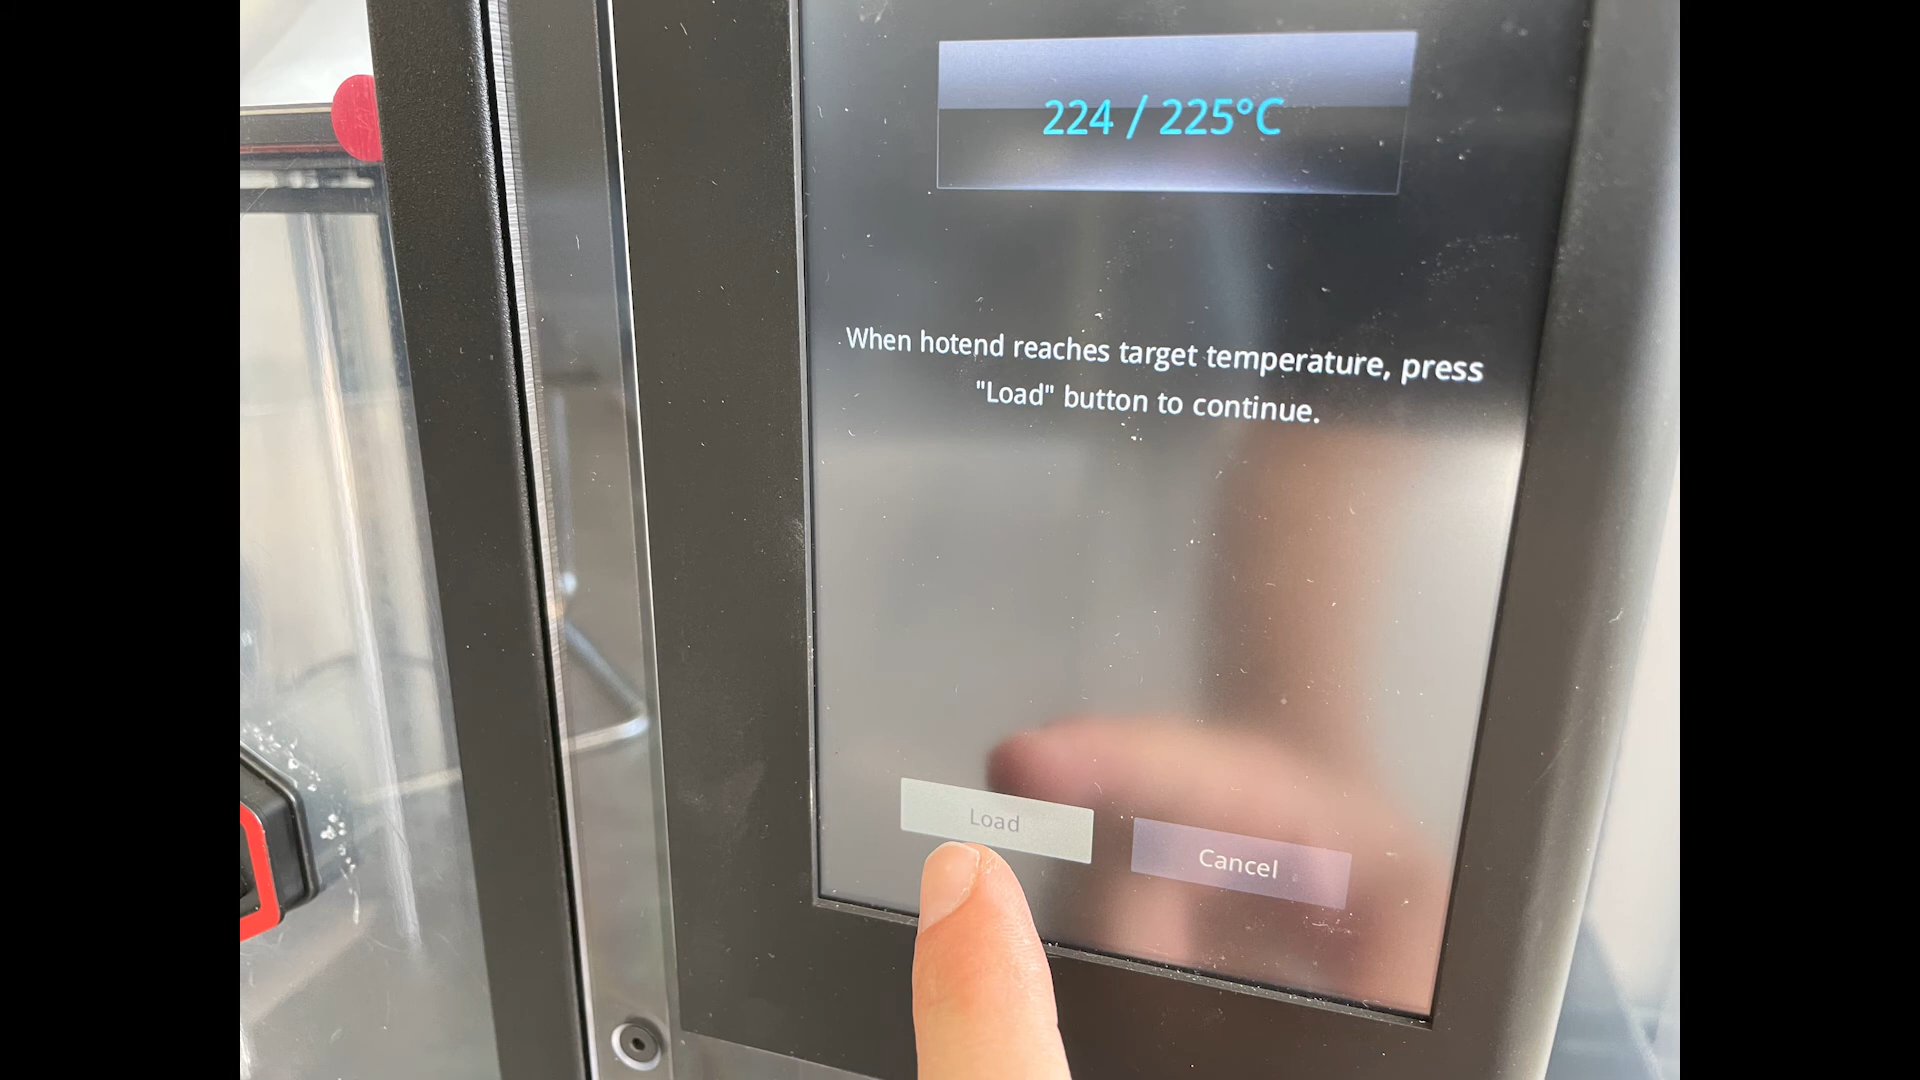 224 / 225°C
When hotend reaches target temperature, press
"Load" button to continue.
Load
Cancel